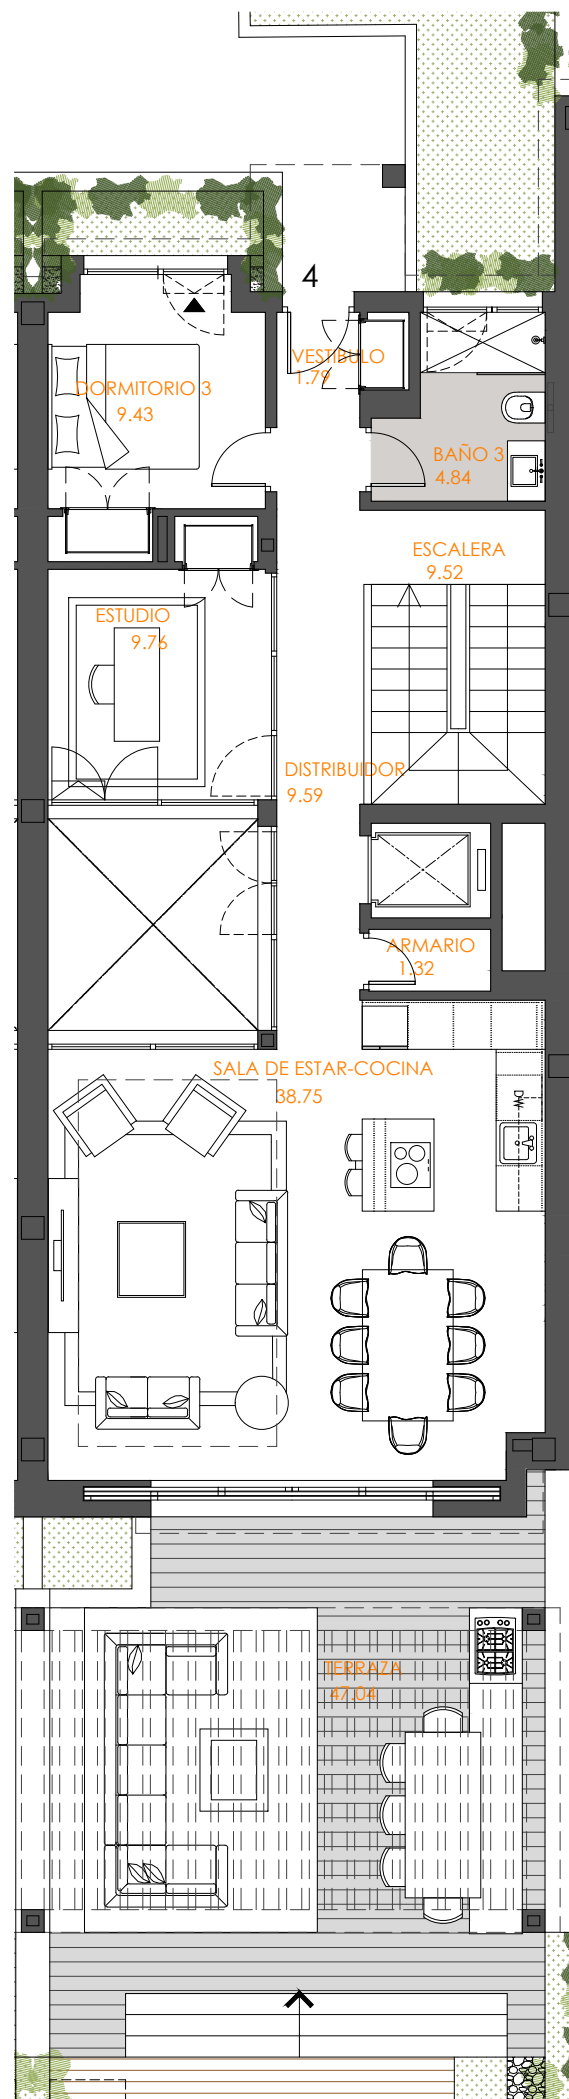 4
VESTIBULO
1.79
DORMITORIO 3
9.43
BAÑO 3
4.84
ESCALERA
9.52
ESTUDIO
9.76
DISTRIBUIDOR
9.59
ARMARIO
1.32
SALA DE ESTAR-COCINA
38.75
DW
TERRAZA
47.04